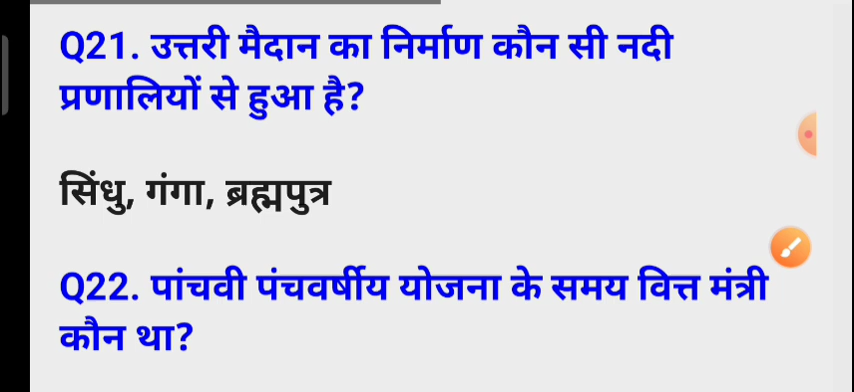 Q21. उत्तरी मैदान का निर्माण कौन सी नदी
प्रणालियों से हुआ है?
सिंधु, गंगा, ब्रह्मपुत्र
Q22. पांचवी पंचवर्षीय योजना के समय वित्त मंत्री
कौन था?